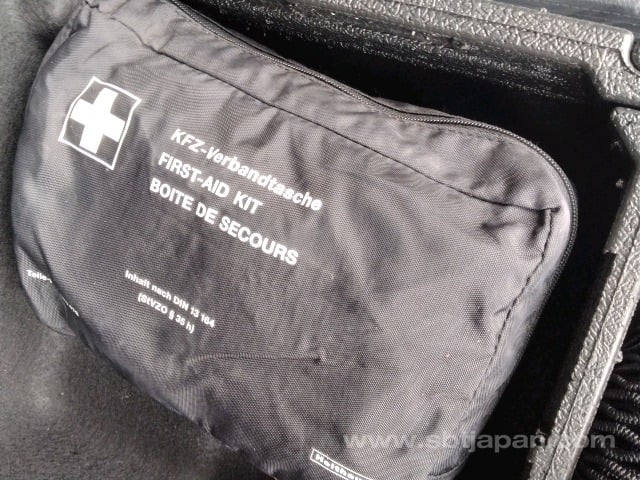 KFZ-Verbandtasche
FIRST-AID KIT
BOITE DE SECOURS
Inhalt nach DIN 13 164
(StVZO § 35 h)
www.sbtjapan.com